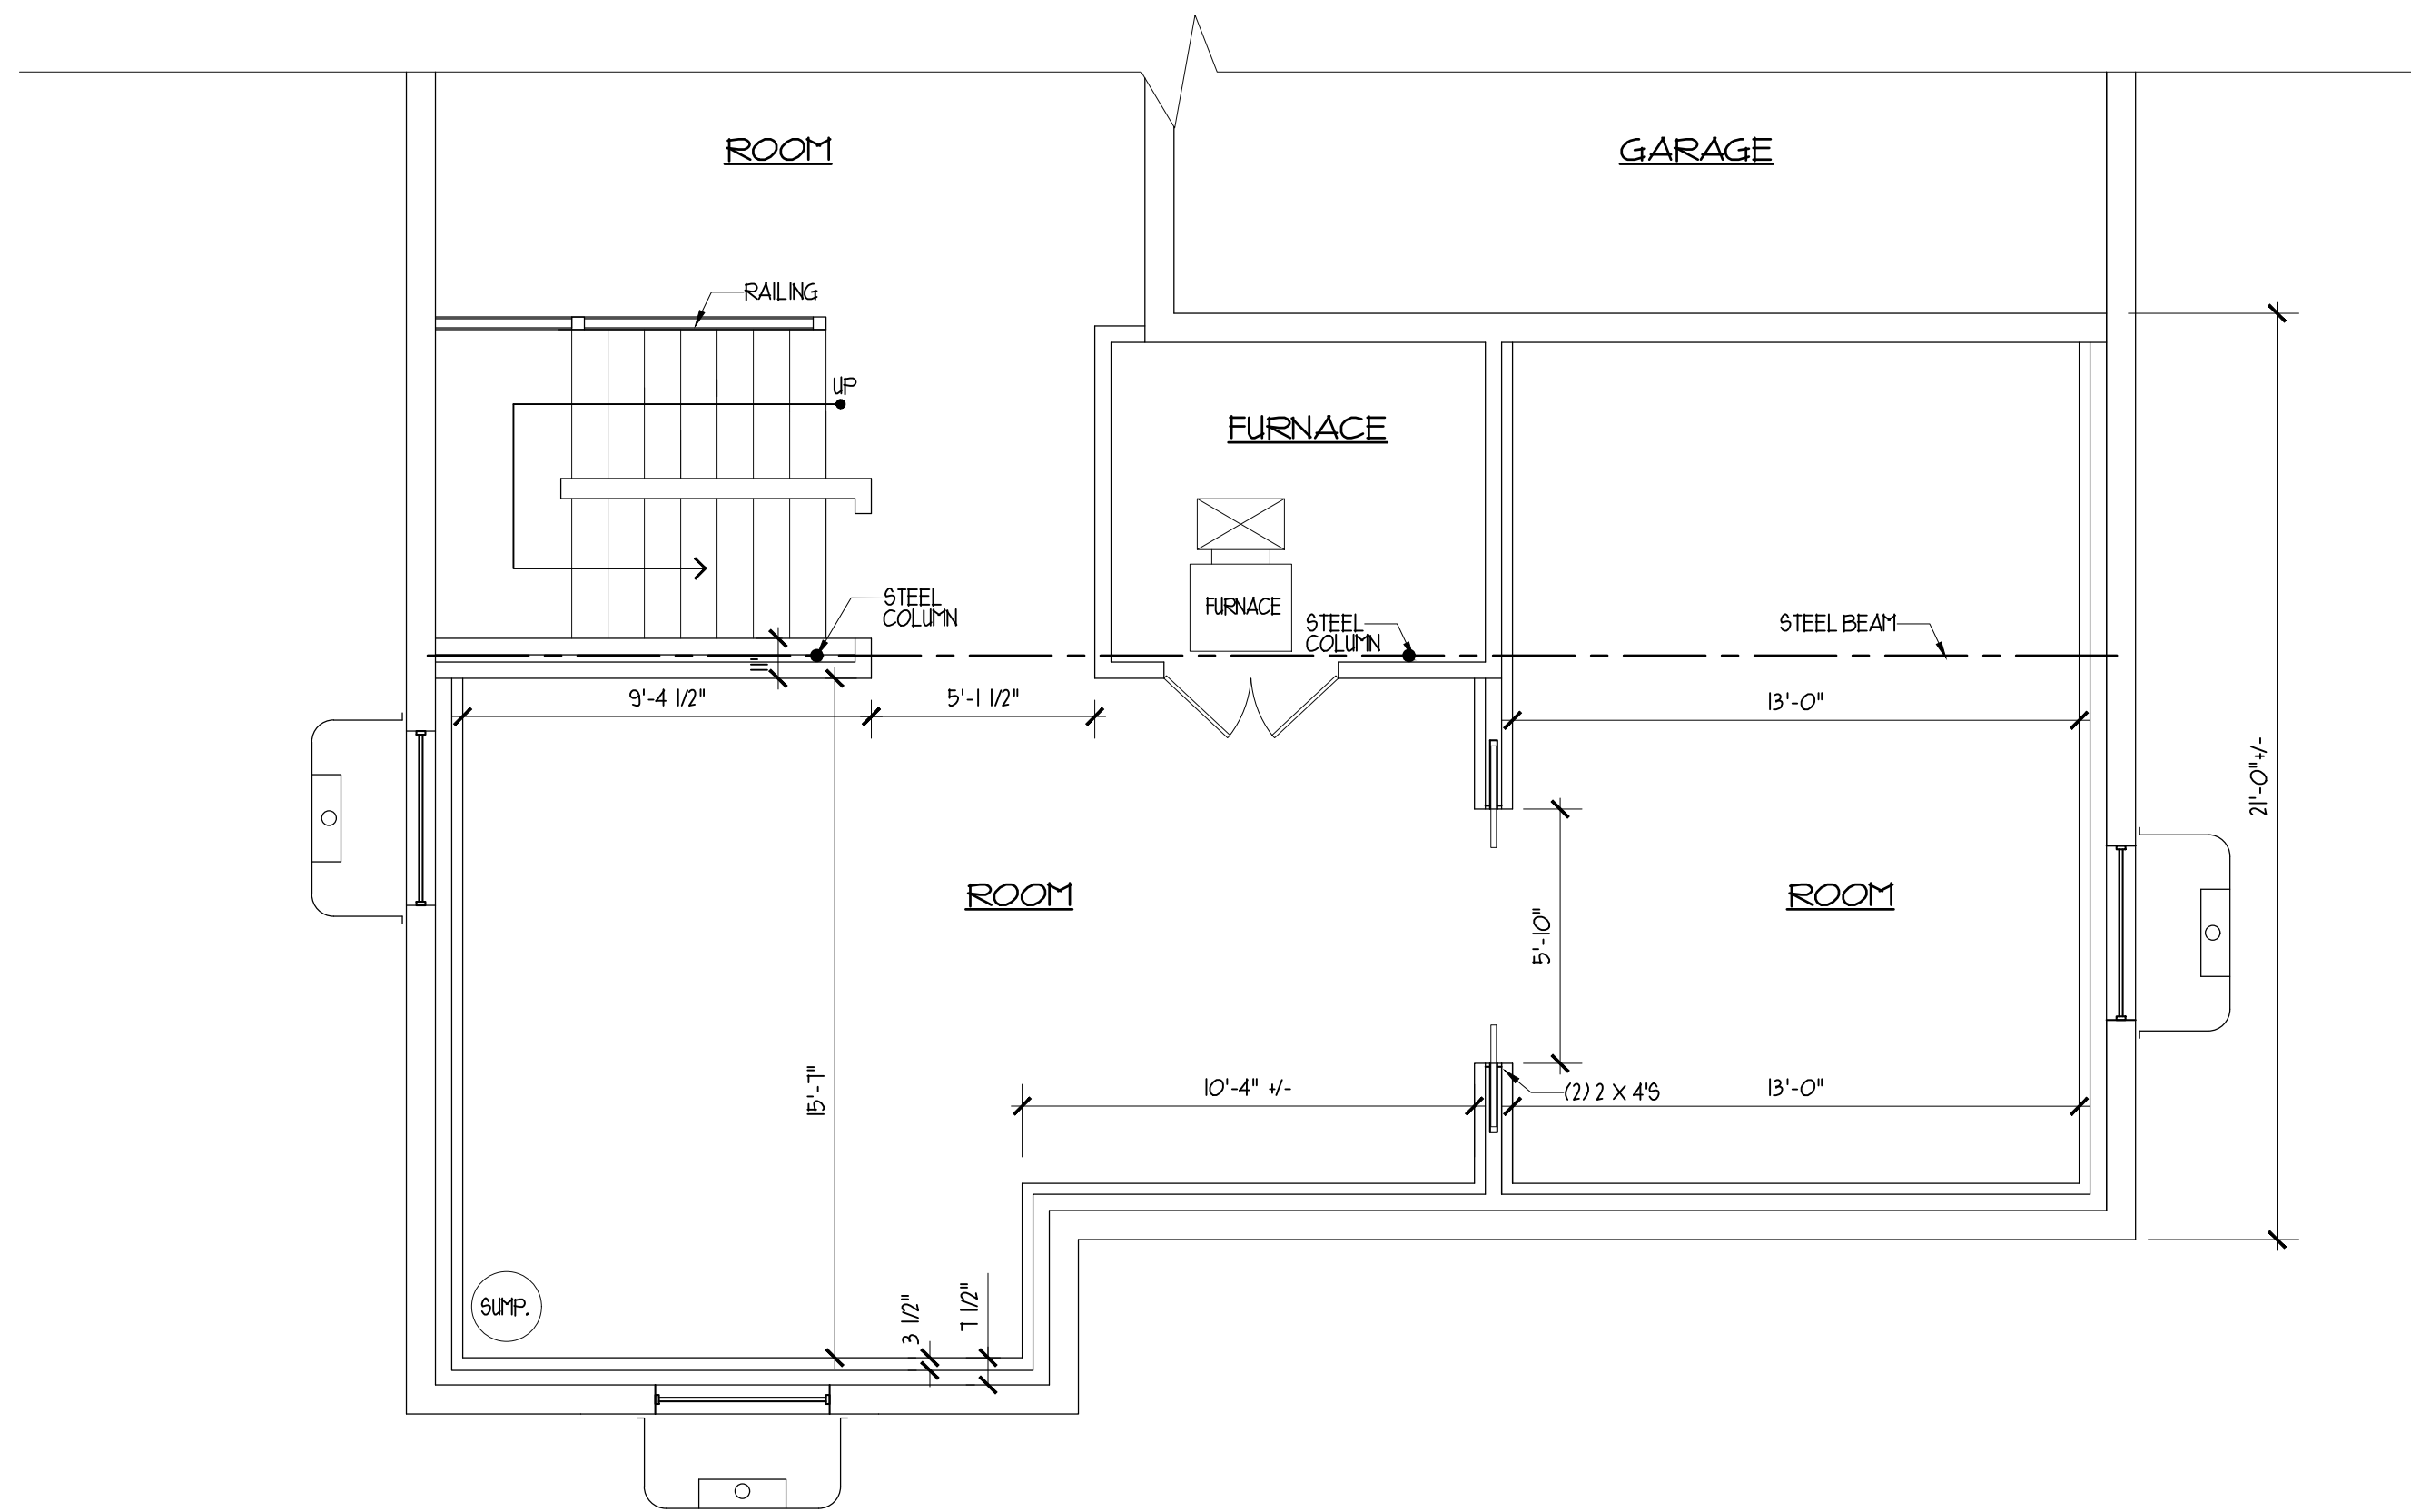 ROOM
GARAGE
RAILING
UP
FURNACE
STEEL
COLUMN
FURNACE
STEEL
COLUMN
STEEL BEAM
11"
9'-4 1/2"
5'-1 1/2"
13'-0"
21'-0"+/-
ROOM
ROOM
5'-10"
15'-7"
10'-4" +/-
(2) 2 X 4'S
13'-0"
SUMP.
3 1/2"
7 1/2"